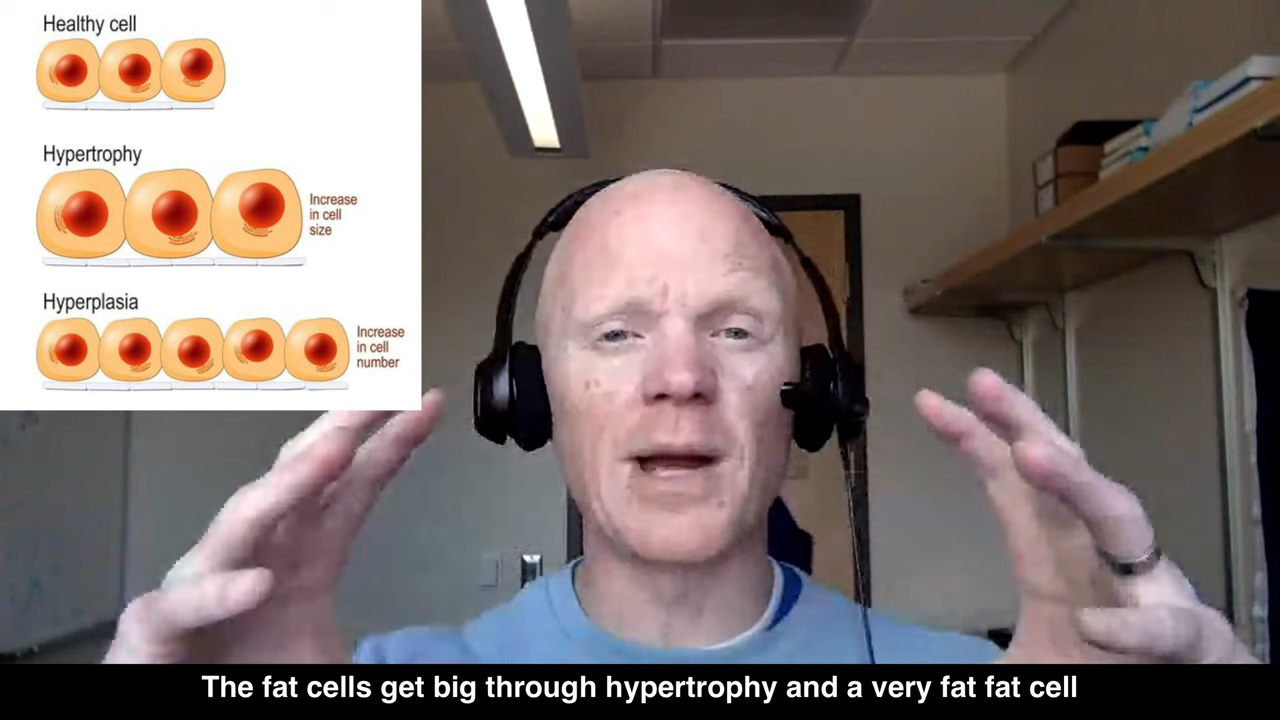 Healthy cell
Hypertrophy
Increase
in cell
size
Hyperplasia
Increase
in cell
number
The fat cells get big through hypertrophy and a very fat fat cell